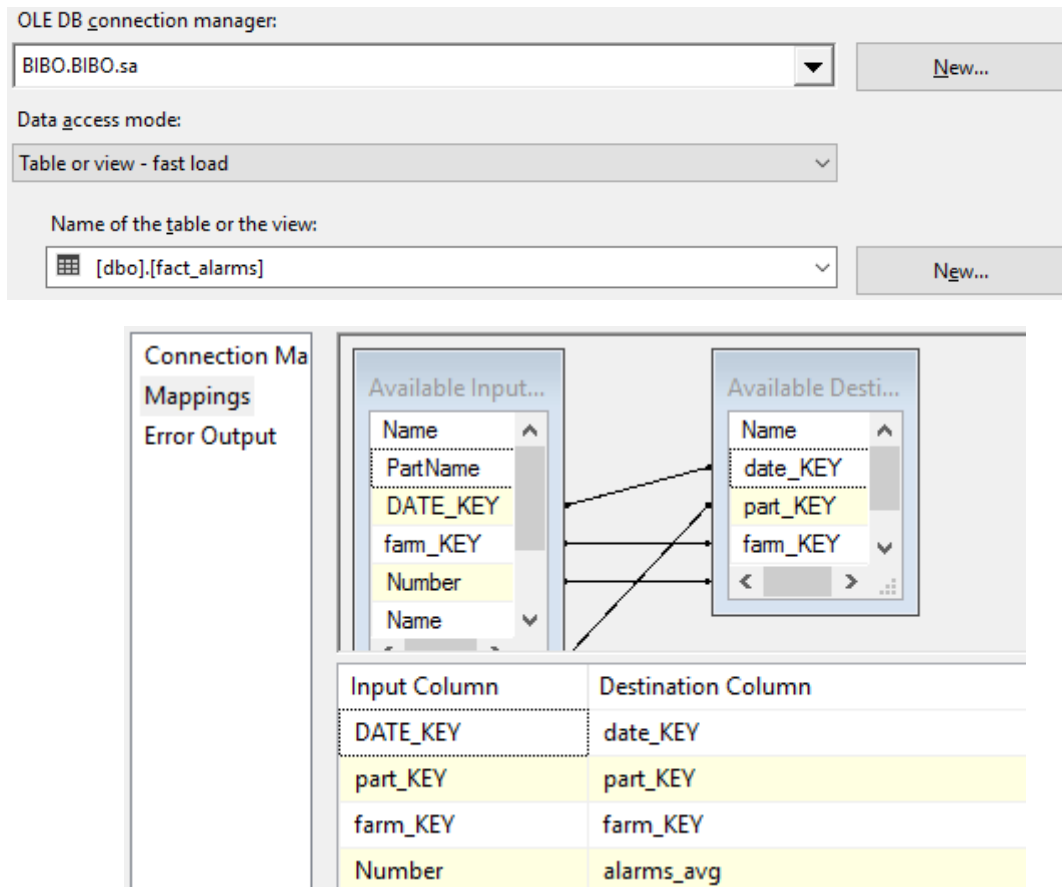 OLE DB connection manager:
BIBO.BIBO.sa
New...
Data access mode:
Table or view - fast load
Name of the table or the view:
[dbo].[fact_alarms]
New...
Connection Ma
Mappings
Error Output
Available Input...
Name
PartName
DATE_KEY
farm_KEY
Number
Name
Available Desti...
Name
date_KEY
part_KEY
farm_KEY
Input Column Destination Column
DATE_KEY date_KEY
part_KEY part_KEY
farm_KEY farm_KEY
Number alarms_avg